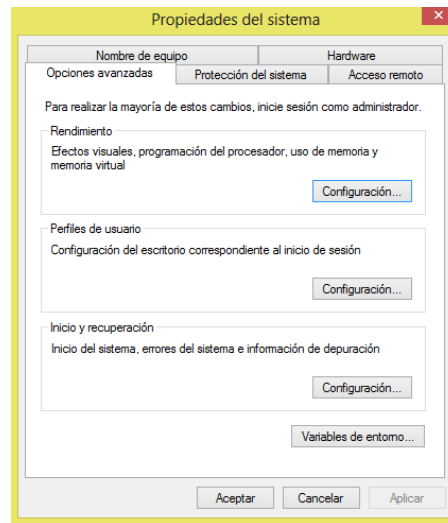 Propiedades del sistema
Nombre de equipo
Hardware
Opciones avanzadas
Protección del sistema
Acceso remoto
Para realizar la mayoría de estos cambios, inicie sesión como administrador.
Rendimiento
Efectos visuales, programación del procesador, uso de memoria y
memoria virtual
Configuración...
Perfiles de usuario
Configuración del escritorio correspondiente al inicio de sesión
Configuración...
Inicio y recuperación
Inicio del sistema, errores del sistema e información de depuración
Configuración...
Variables de entorno...
Aceptar
Cancelar
Aplicar